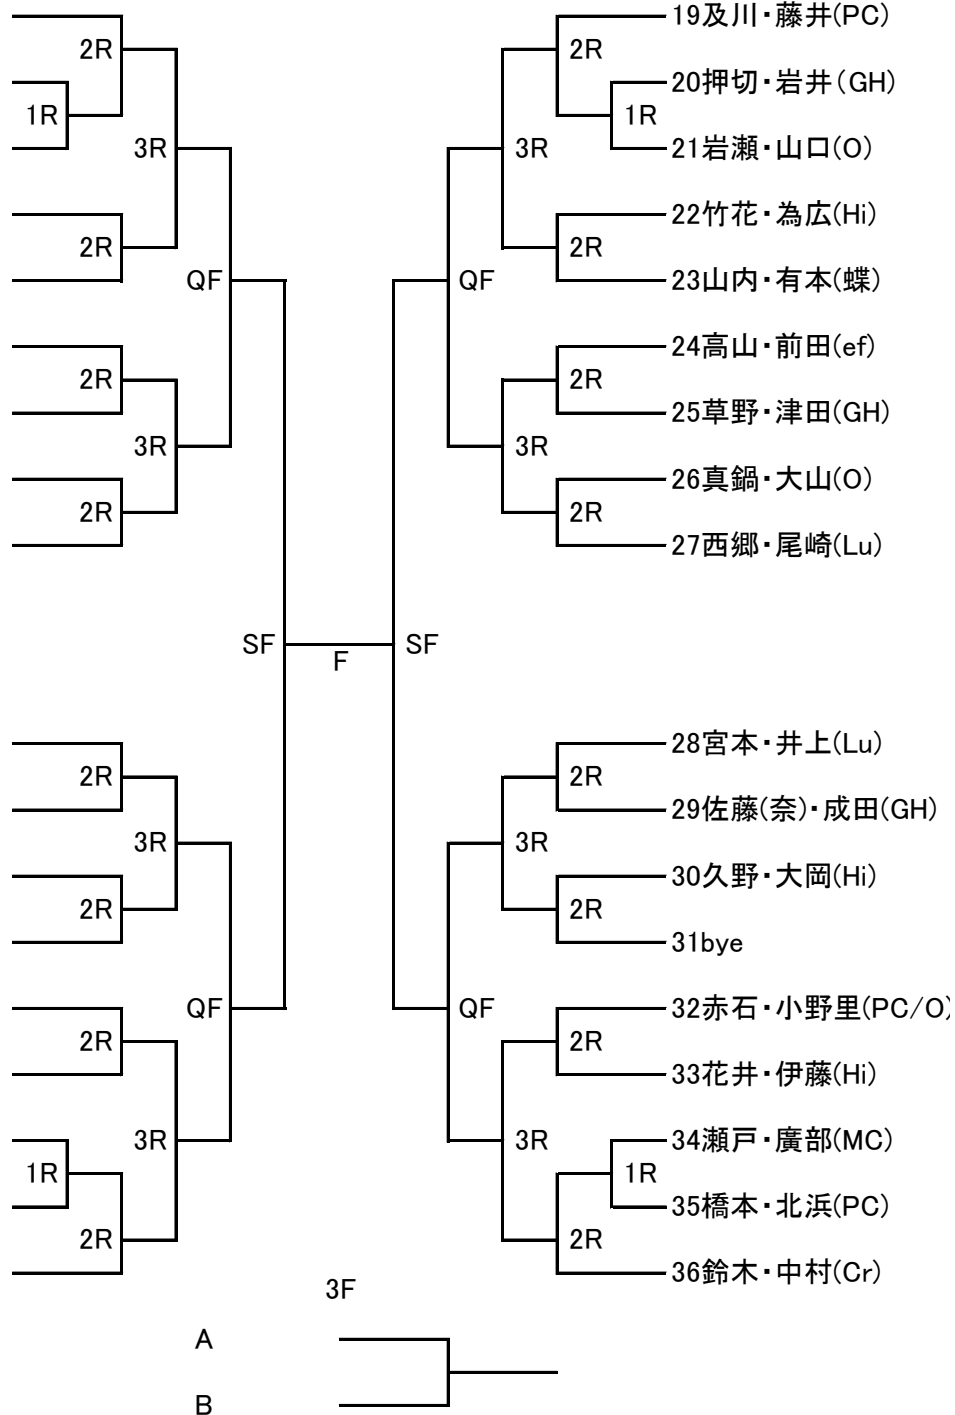 19及川・藤井(PC)
2R 2R
20押切・岩井(GH)
1R 1R
3R 3R 21岩瀬・山口(O)
22竹花・為広(Hi)
2R 2R
QF QF 23山内・有本(蝶)
24高山・前田(ef)
2R 2R
25草野・津田(GH)
3R 3R
26真鍋・大山(O)
2R 2R
27西郷・尾崎(Lu)
SF SF
F
28宮本・井上(Lu)
2R 2R
29佐藤(奈)・成田(GH)
3R 3R
30久野・大岡(Hi)
2R 2R
31bye
QF QF 32赤石・小野里(PC/O)
2R 2R
33花井・伊藤(Hi)
3R 3R 34瀬戸・廣部(MC)
1R 1R
35橋本・北浜(PC)
2R 2R
36鈴木・中村(Cr)
3F
A
B